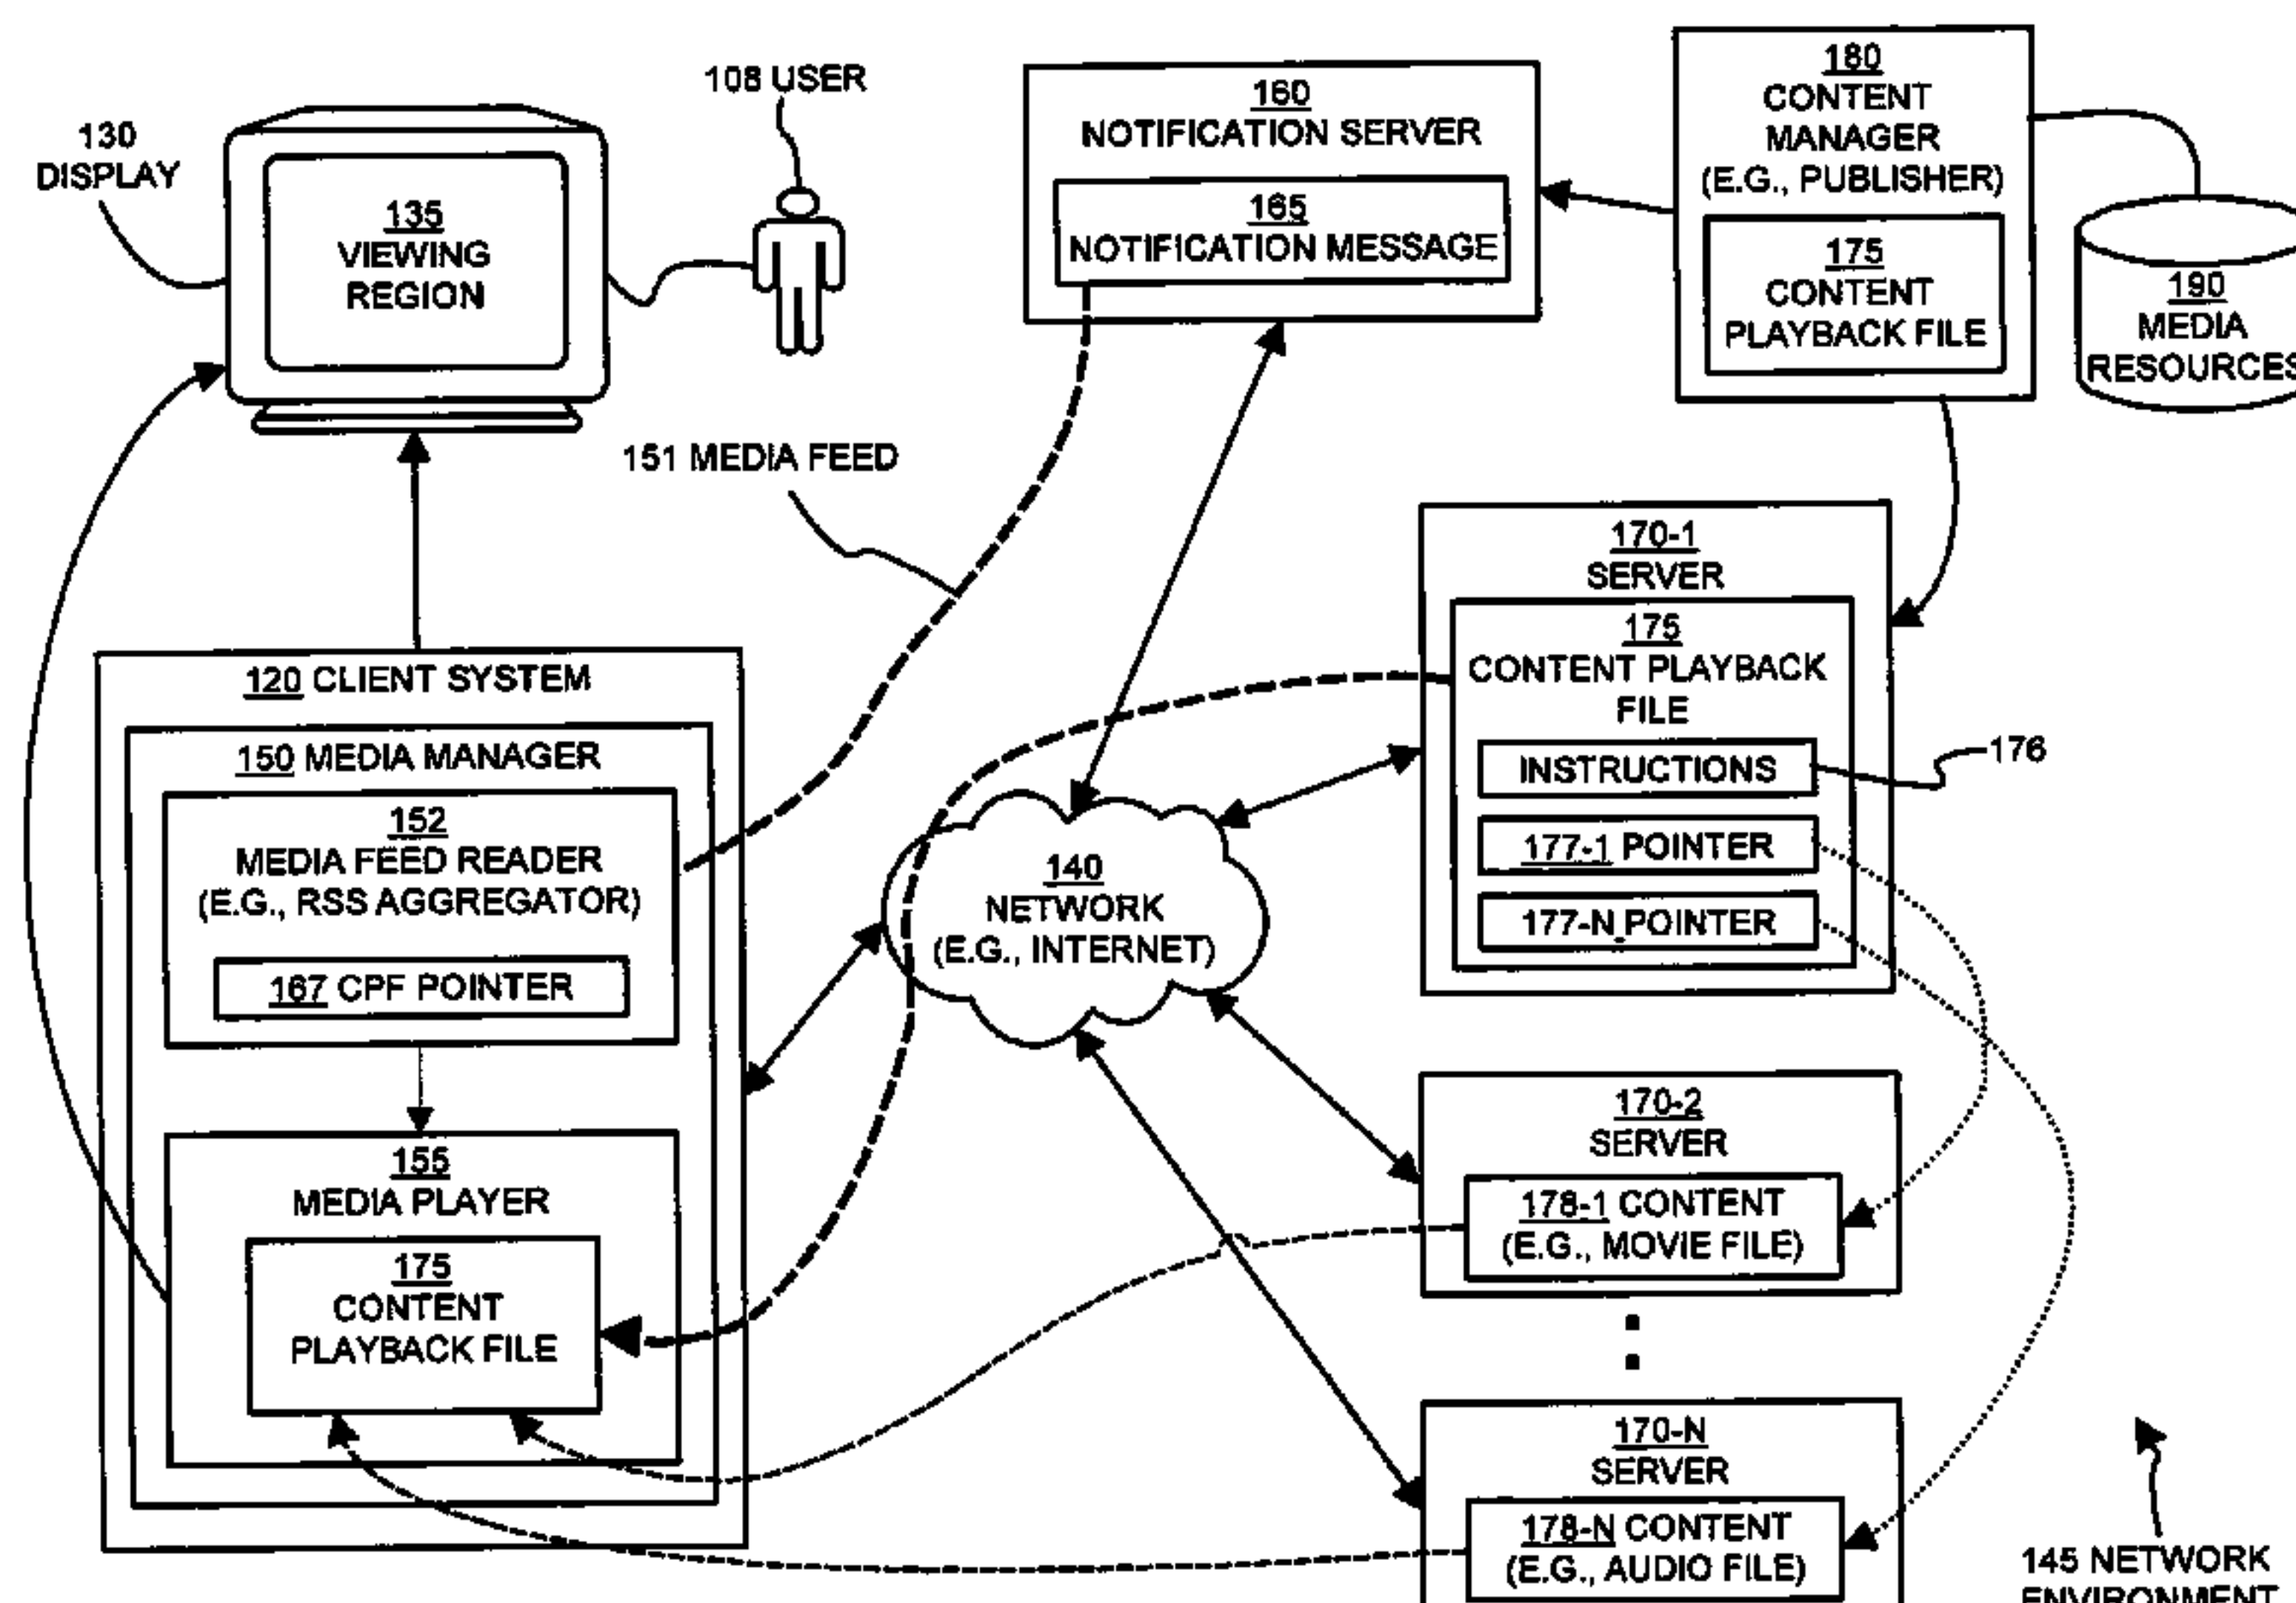 108 USER
130
DISPLAY
135
VIEWING
REGION
160
NOTIFICATION SERVER
165
NOTIFICATION MESSAGE
180
CONTENT
MANAGER
(E.G., PUBLISHER)
175
CONTENT
PLAYBACK FILE
190
MEDIA
RESOURCES
151 MEDIA FEED
120 CLIENT SYSTEM
150 MEDIA MANAGER
152
MEDIA FEED READER
(E.G., RSS AGGREGATOR)
167 CPF POINTER
155
MEDIA PLAYER
175
CONTENT
PLAYBACK FILE
140
NETWORK
(E.G., INTERNET)
170-1
SERVER
175
CONTENT PLAYBACK
FILE
INSTRUCTIONS
176
177-1 POINTER
177-N POINTER
170-2
SERVER
178-1 CONTENT
(E.G., MOVIE FILE)
170-N
SERVER
178-N CONTENT
(E.G., AUDIO FILE)
145 NETWORK
ENVIRONMENT